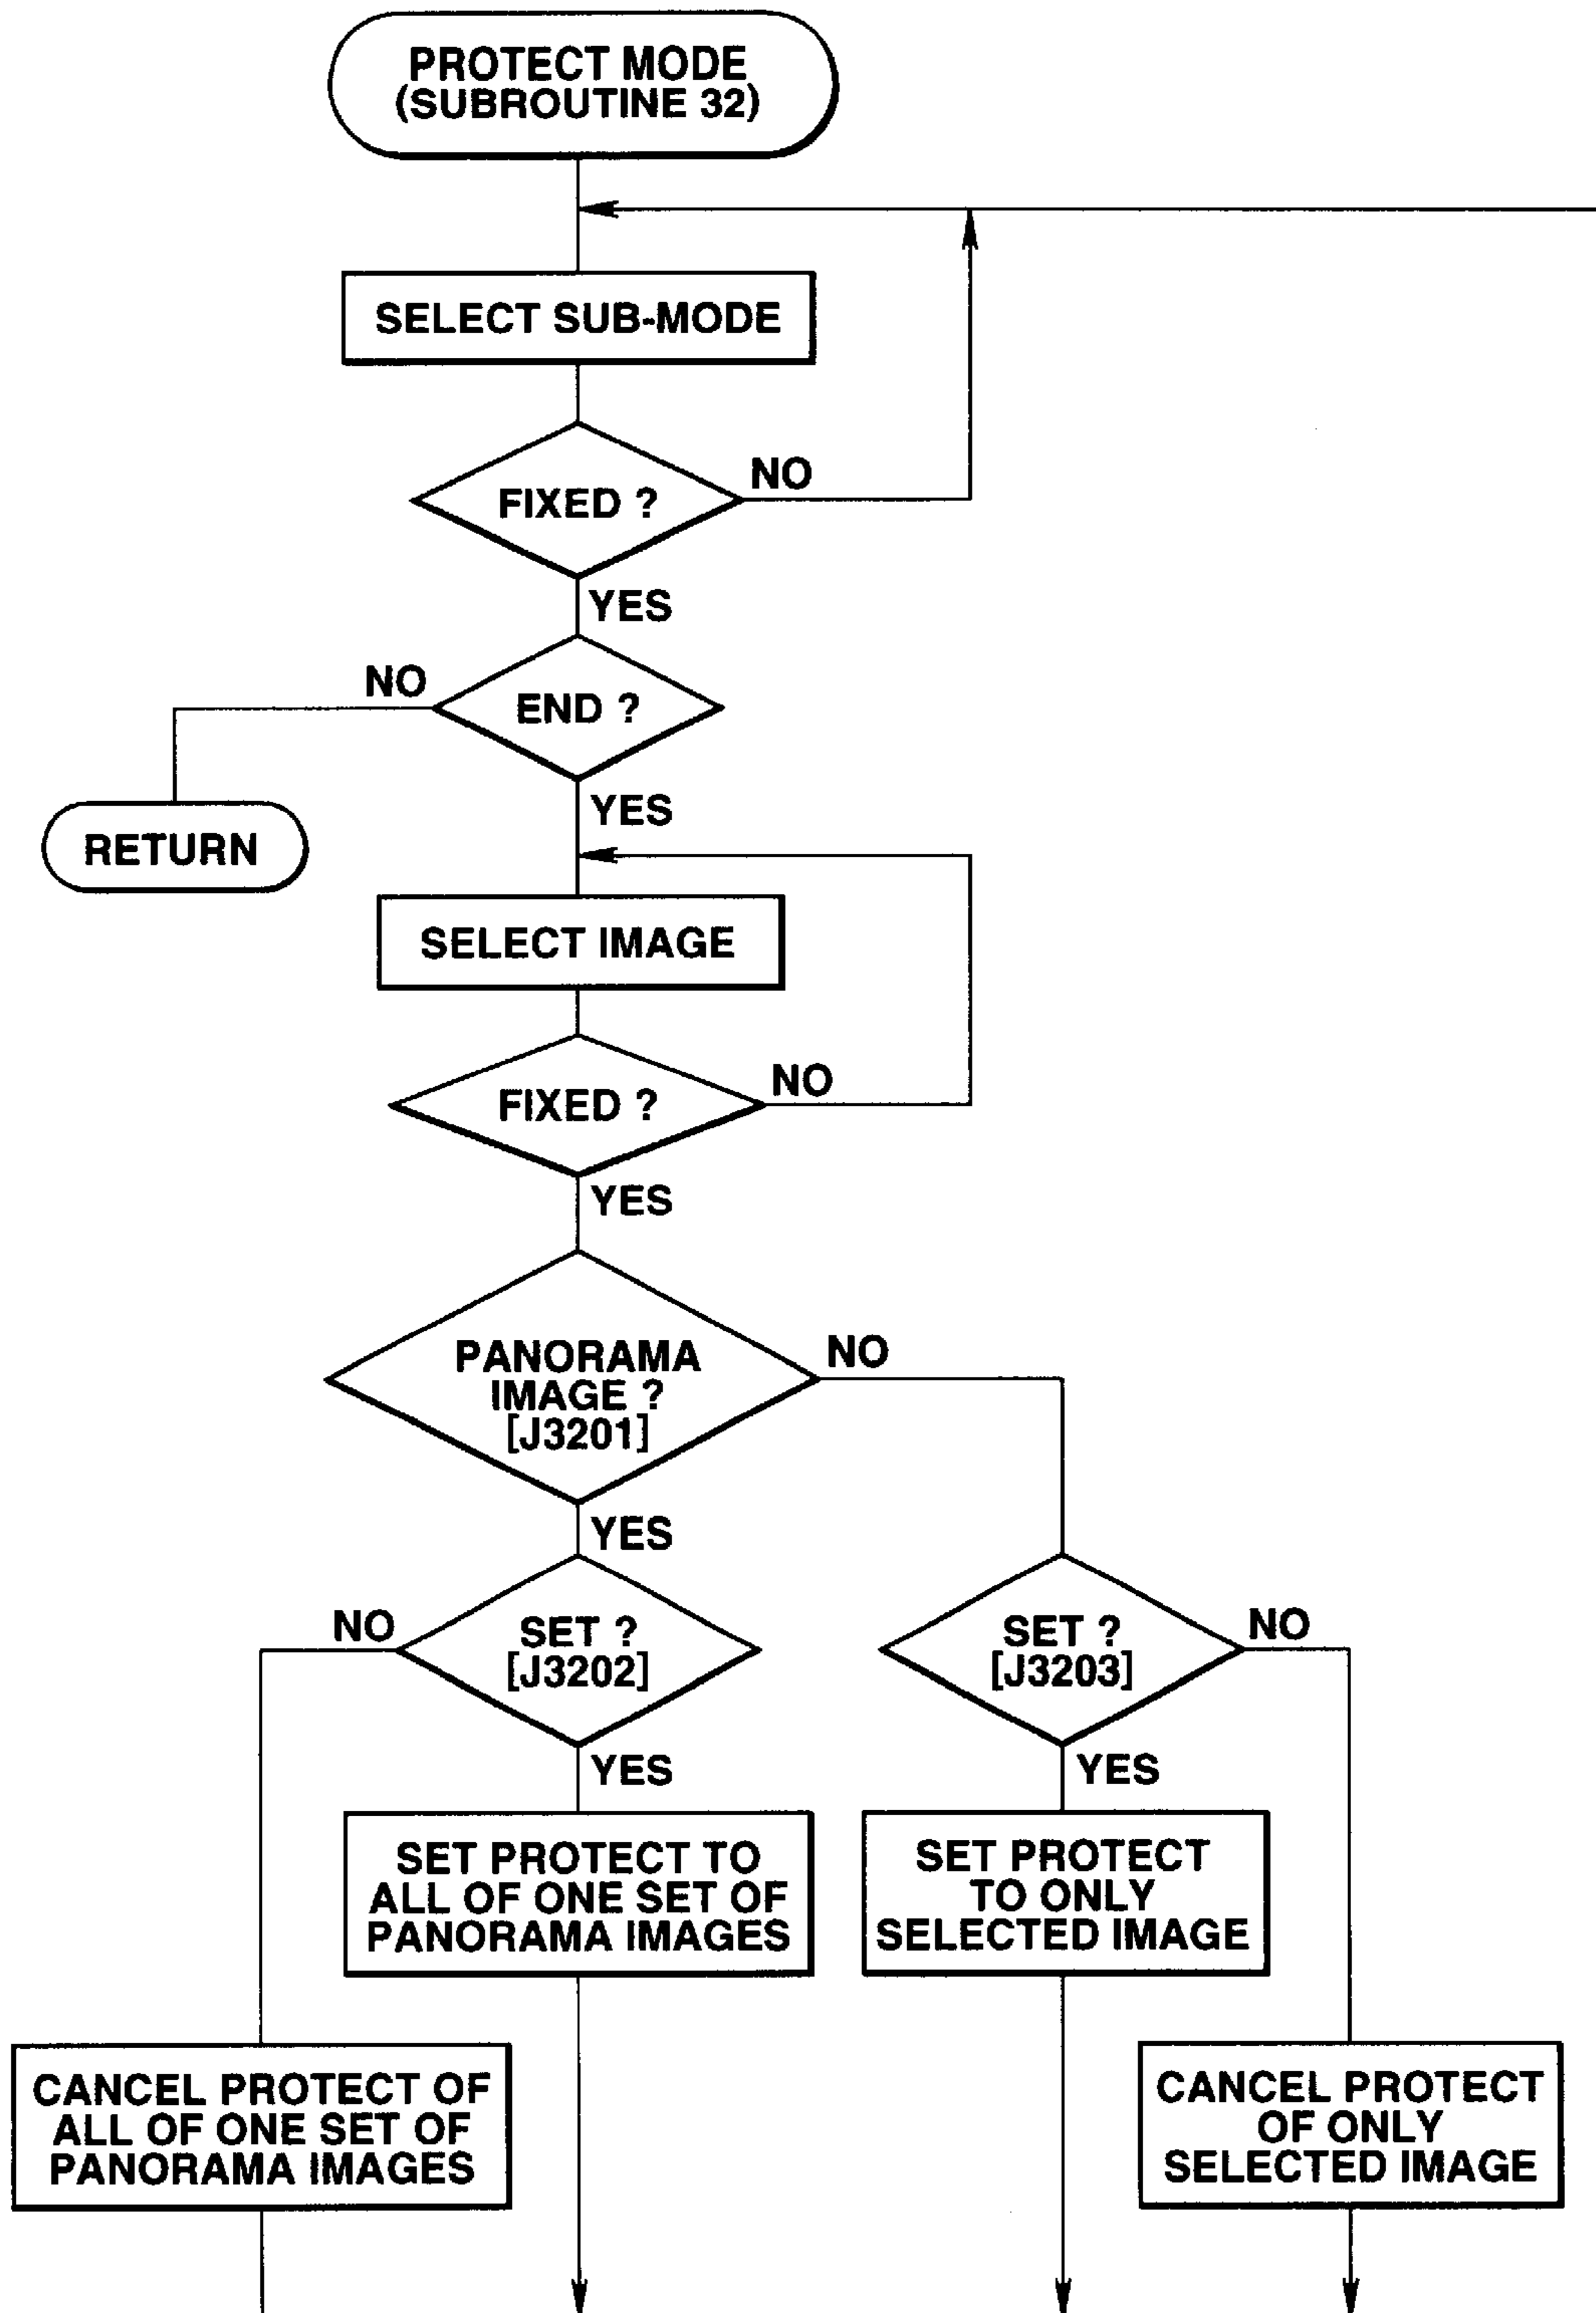 PROTECT MODE
(SUBROUTINE 32)
SELECT SUB-MODE
FIXED ?
NO
YES
NO
END ?
YES
RETURN
SELECT IMAGE
FIXED ?
NO
YES
PANORAMA
IMAGE ?
[J3201]
NO
YES
NO
SET ?
[J3202]
YES
SET ?
[J3203]
NO
YES
SET PROTECT TO
ALL OF ONE SET OF
PANORAMA IMAGES
SET PROTECT
TO ONLY
SELECTED IMAGE
CANCEL PROTECT OF
ALL OF ONE SET OF
PANORAMA IMAGES
CANCEL PROTECT
OF ONLY
SELECTED IMAGE